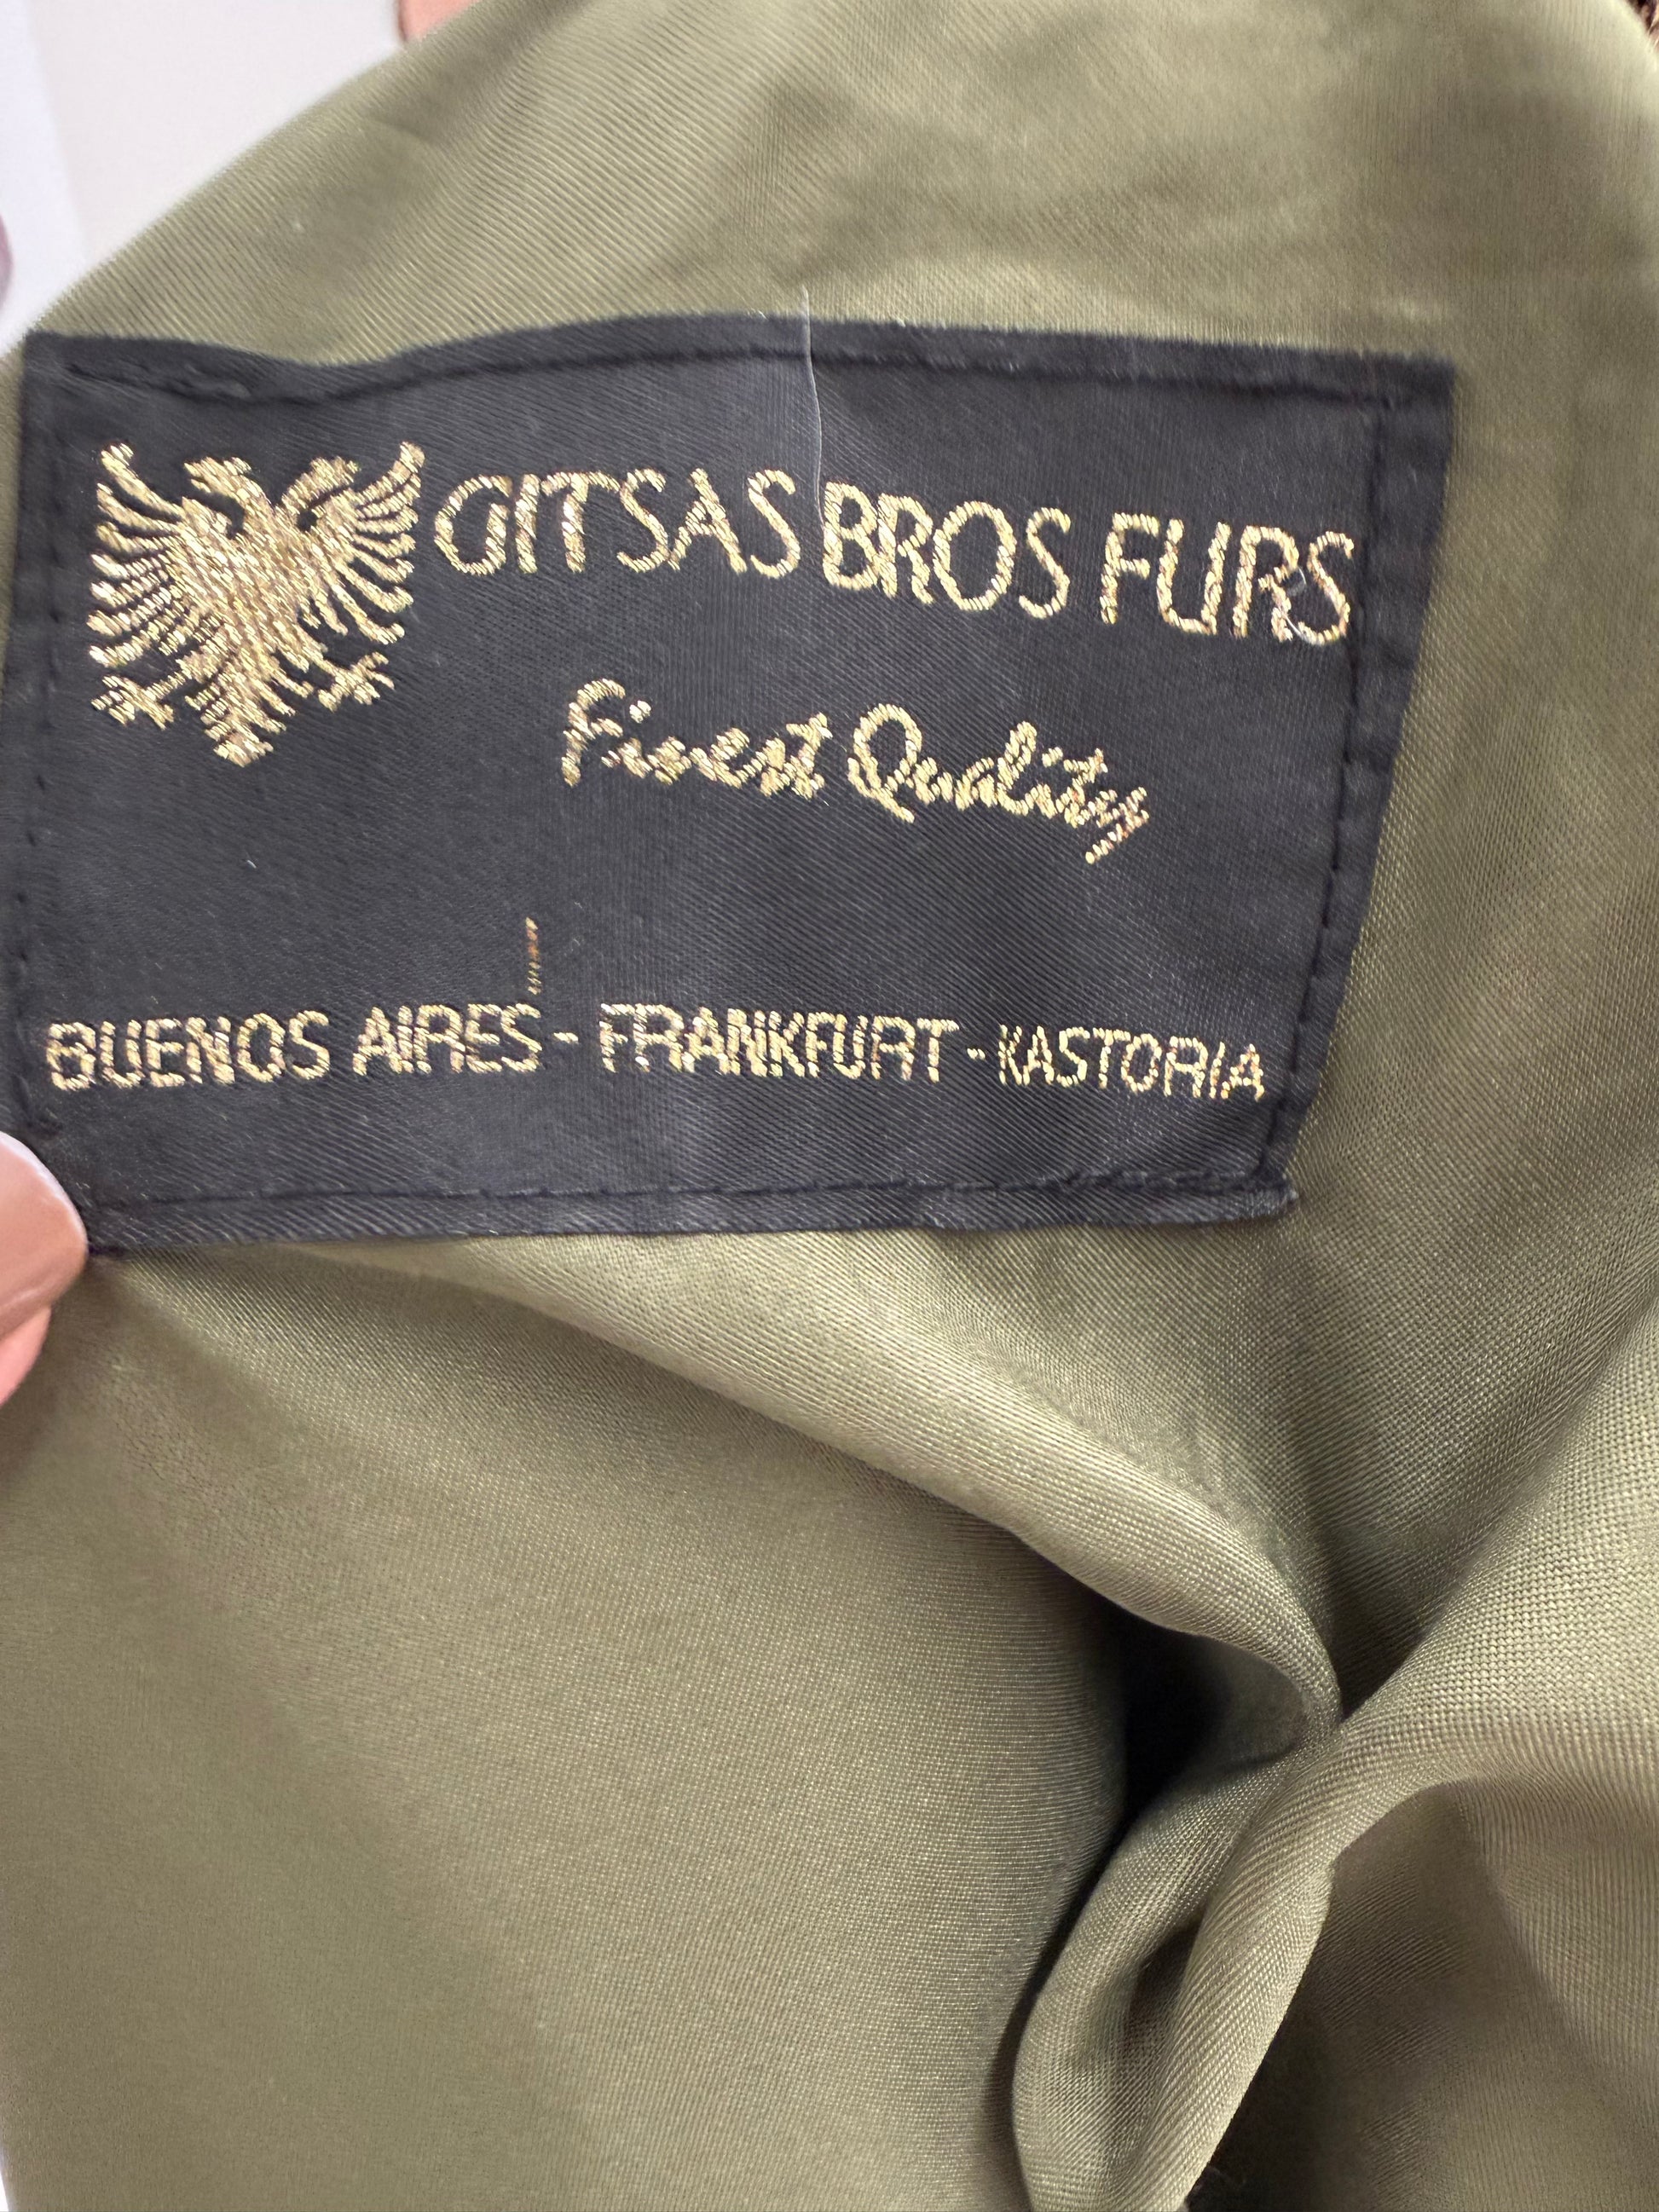 GITSAS BROS FURS
Finest Quality
BUENOS AIRES - FRANKFURT - KASTORIA